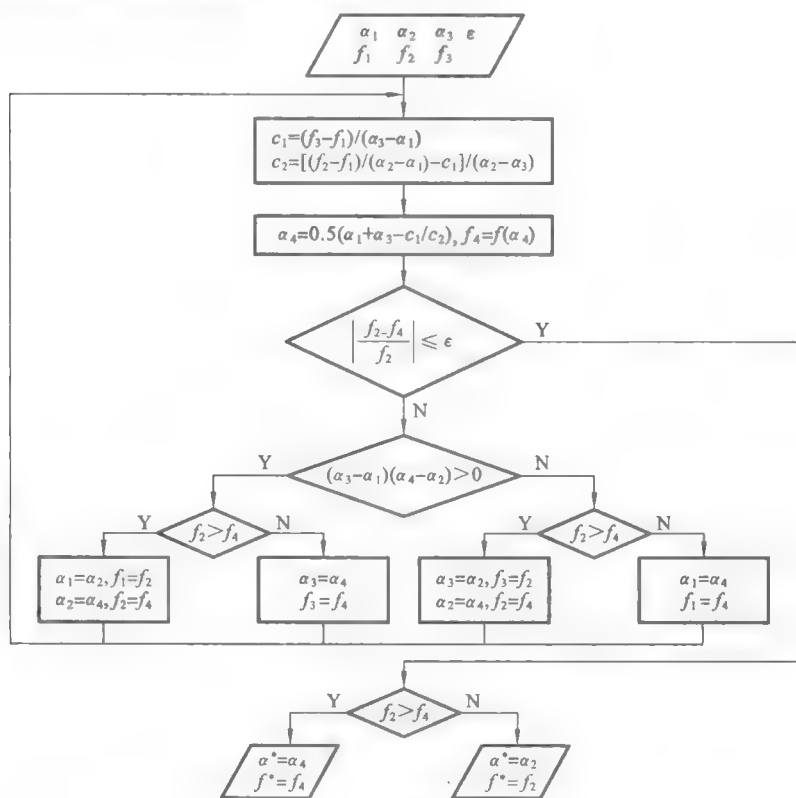 α₁ α₂ α₃ ε
f₁ f₂ f₃
c₁=(f₃-f₁)/(α₃-α₁)
c₂=[(f₂-f₁)/(α₂-α₁)-c₁]/(α₂-α₃)
α₄=0.5(α₁+α₃-c₁/c₂), f₄=f(α₄)
|f₂-f₄/f₂|≤ϵ
Y
N
(α₃-α₁)(α₄-α₂)>0
Y
N
f₂>f₄
Y
N
f₂>f₄
Y
N
α₁=α₂, f₁=f₂
α₂=α₄, f₂=f₄
α₃=α₄
f₃=f₄
α₃=α₂, f₃=f₂
α₂=α₄, f₂=f₄
α₁=α₄
f₁=f₄
Y
N
f₂>f₄
α*=α₄
f*=f₄
α*=α₂
f*=f₂